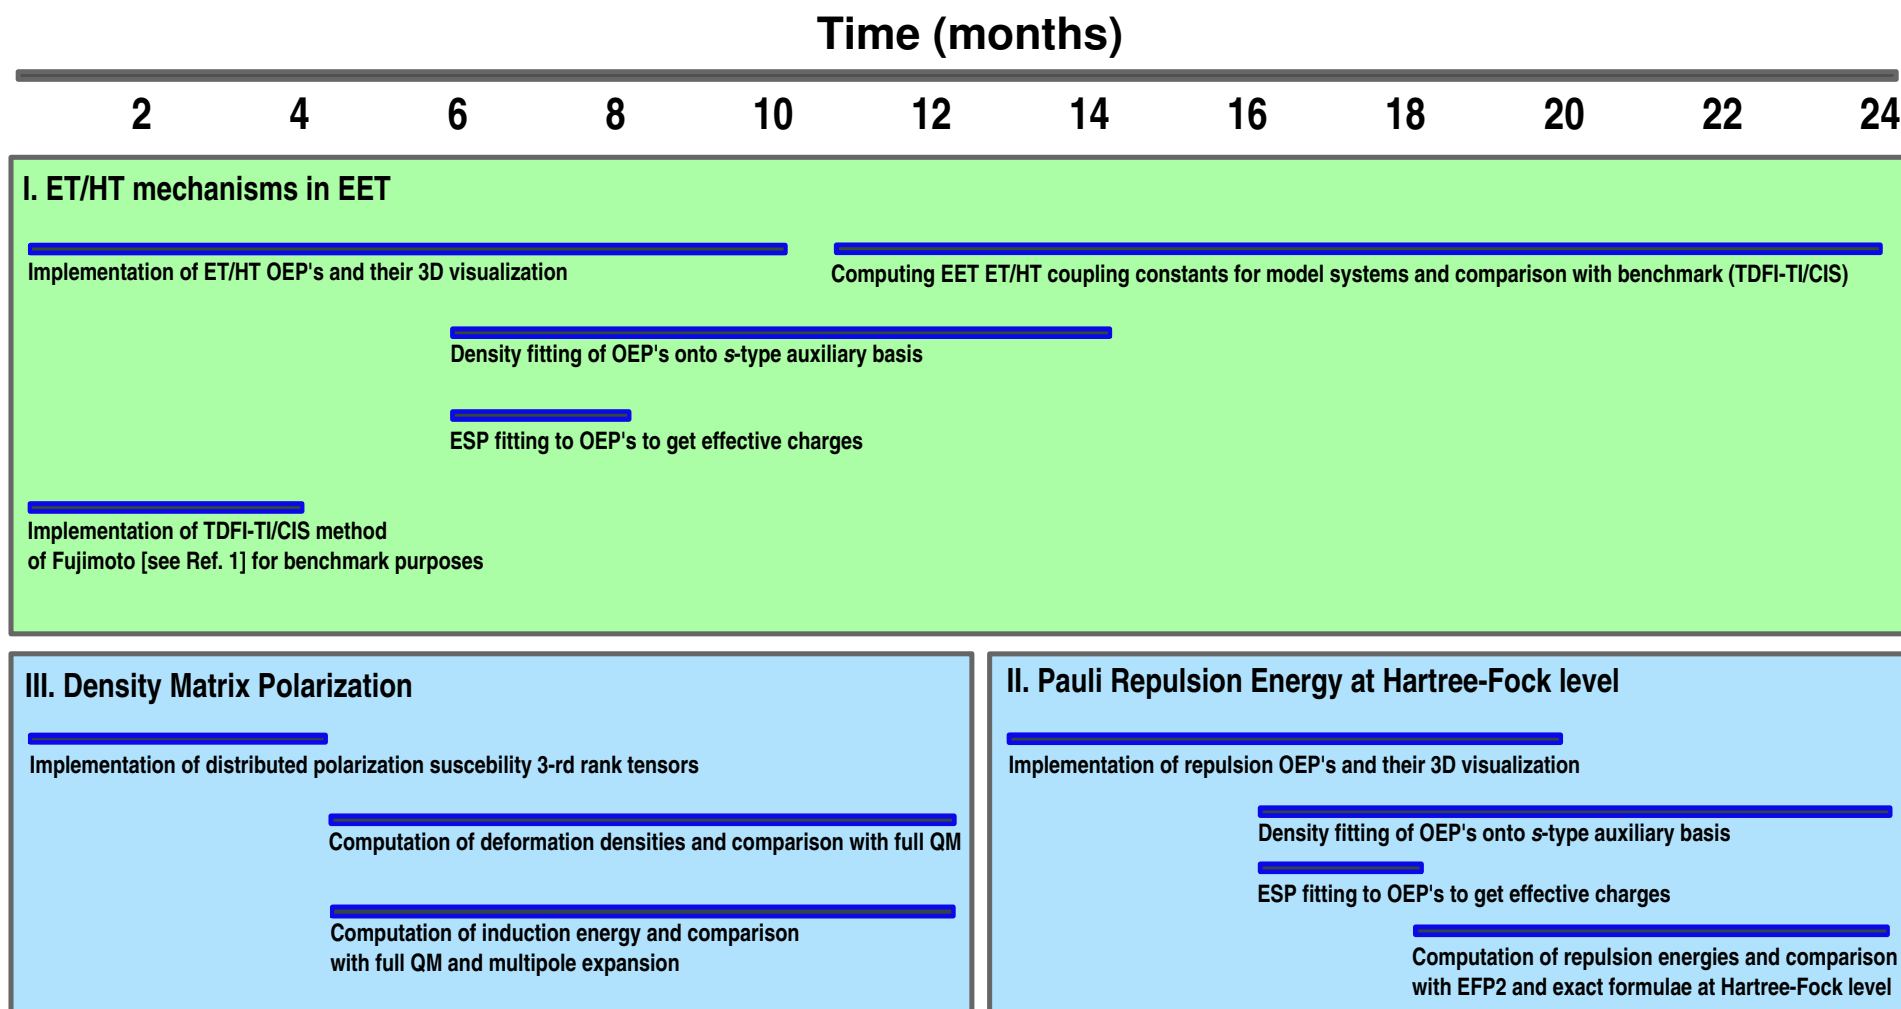 Time (months)
2 4 6 8 10 12 14 16 18 20 22 24
I. ET/HT mechanisms in EET
Implementation of ET/HT OEP's and their 3D visualization
Computing EET ET/HT coupling constants for model systems and comparison with benchmark (TDFI-TI/CIS)
Density fitting of OEP's onto s-type auxiliary basis
ESP fitting to OEP's to get effective charges
Implementation of TDFI-TI/CIS method
of Fujimoto [see Ref. 1] for benchmark purposes
III. Density Matrix Polarization
Implementation of distributed polarization suscebility 3-rd rank tensors
Computation of deformation densities and comparison with full QM
Computation of induction energy and comparison
with full QM and multipole expansion
II. Pauli Repulsion Energy at Hartree-Fock level
Implementation of repulsion OEP's and their 3D visualization
Density fitting of OEP's onto s-type auxiliary basis
ESP fitting to OEP's to get effective charges
Computation of repulsion energies and comparison
with EFP2 and exact formulae at Hartree-Fock level